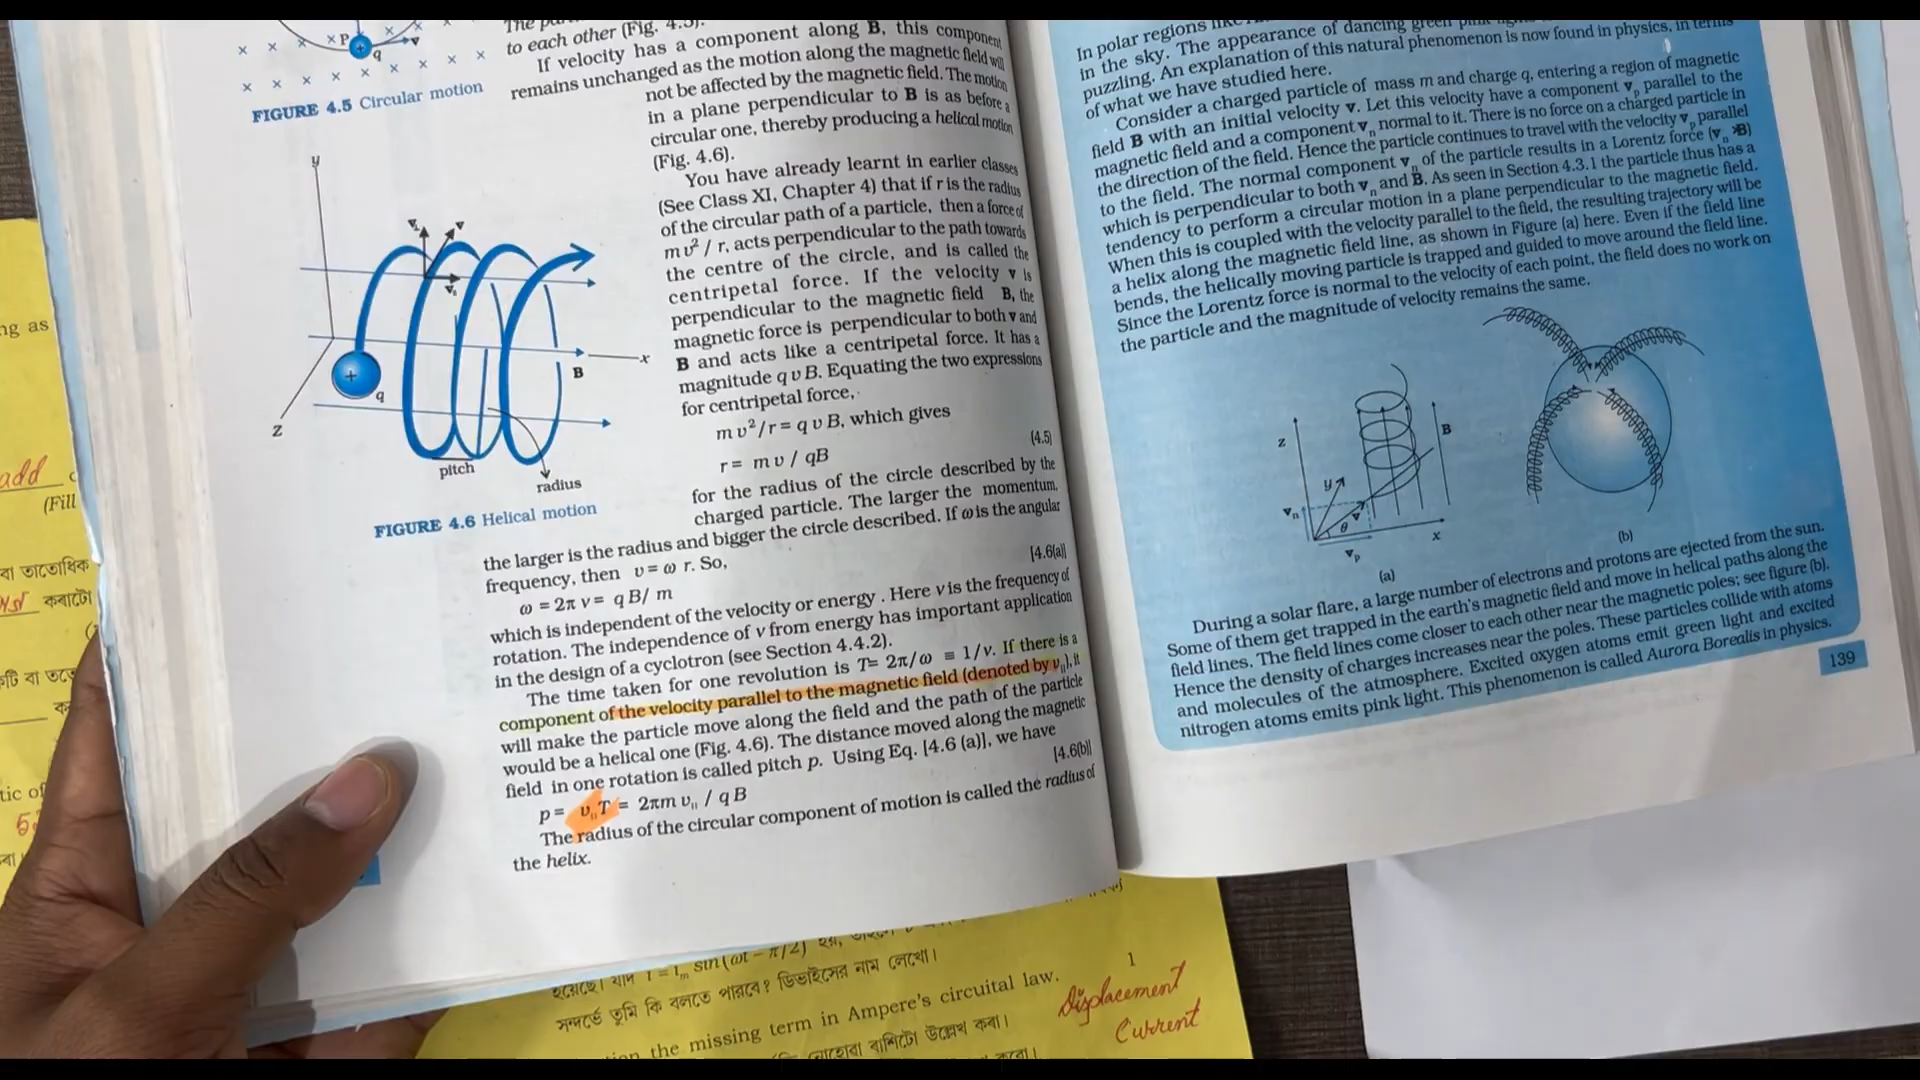 to each other (Fig. 4.5).
If velocity has a component along B, this component
remains unchanged as the motion along the magnetic field will
not be affected by the magnetic field. The motion
in a plane perpendicular to B is as before a
circular one, thereby producing a helical motion
(Fig. 4.6).
You have already learnt in earlier classes
(See Class XI, Chapter 4) that if r is the radius
of the circular path of a particle, then a force of
m υ² / r, acts perpendicular to the path towards
the centre of the circle, and is called the
centripetal force. If the velocity v is
perpendicular to the magnetic field B, the
magnetic force is perpendicular to both v and
B and acts like a centripetal force. It has a
magnitude q υ B. Equating the two expressions
for centripetal force,
m υ²/r = q υ B, which gives
r = m υ / qB
(4.5)
for the radius of the circle described by the
charged particle. The larger the momentum,
the larger is the radius and bigger the circle described. If ω is the angular
frequency, then υ = ω r. So,
ω = 2π ν = q B/ m
[4.6(a)]
which is independent of the velocity or energy . Here ν is the frequency of
rotation. The independence of ν from energy has important application
in the design of a cyclotron (see Section 4.4.2).
The time taken for one revolution is T= 2π/ω ≡ 1/ν. If there is a
component of the velocity parallel to the magnetic field (denoted by υ||), it
will make the particle move along the field and the path of the particle
would be a helical one (Fig. 4.6). The distance moved along the magnetic
field in one rotation is called pitch p. Using Eq. [4.6 (a)], we have
p = υ||T = 2πm υ|| / q B
[4.6(b)]
The radius of the circular component of motion is called the radius of
the helix.
P
q
v
FIGURE 4.5 Circular motion
y
v
q
x
B
z
pitch
radius
FIGURE 4.6 Helical motion
In polar regions
in the sky. The appearance of dancing green pink
puzzling. An explanation of this natural phenomenon is now found in physics, in terms
of what we have studied here.
Consider a charged particle of mass m and charge q, entering a region of magnetic
field B with an initial velocity v. Let this velocity have a component vp parallel to the
magnetic field and a component vn normal to it. There is no force on a charged particle in
the direction of the field. Hence the particle continues to travel with the velocity vp parallel
to the field. The normal component vn of the particle results in a Lorentz force (vn × B)
which is perpendicular to both vn and B. As seen in Section 4.3.1 the particle thus has a
tendency to perform a circular motion in a plane perpendicular to the magnetic field.
When this is coupled with the velocity parallel to the field, the resulting trajectory will be
a helix along the magnetic field line, as shown in Figure (a) here. Even if the field line
bends, the helically moving particle is trapped and guided to move around the field line.
Since the Lorentz force is normal to the velocity of each point, the field does no work on
the particle and the magnitude of velocity remains the same.
z
y
B
vn
v
θ
x
vp
(a)
(b)
During a solar flare, a large number of electrons and protons are ejected from the sun.
Some of them get trapped in the earth's magnetic field and move in helical paths along the
field lines. The field lines come closer to each other near the magnetic poles; see figure (b).
Hence the density of charges increases near the poles. These particles collide with atoms
and molecules of the atmosphere. Excited oxygen atoms emit green light and excited
nitrogen atoms emits pink light. This phenomenon is called Aurora Borealis in physics.
139
ng as
add
(Fill
বা তাতোধিক
কৰাটো
tic of
sin(ωt − π/2)
সন্দৰ্ভে তুমি কি বলতে পারবে? ডিভাইসের নাম লেখো।
1
the missing term in Ampere's circuital law.
ৰাশিটো উল্লেখ কৰা।
Displacement
Current